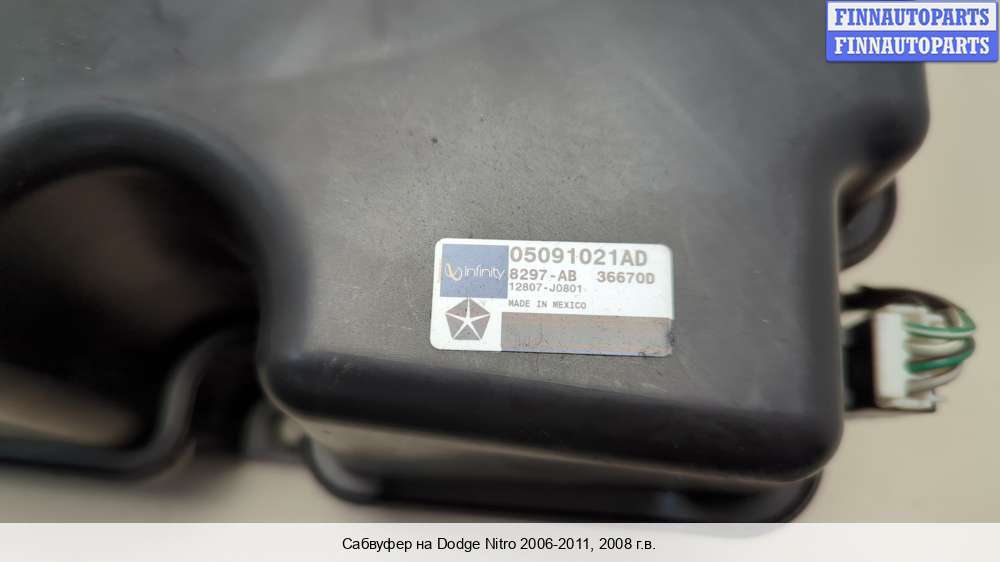 FINNAUTOPARTS
FINNAUTOPARTS
05091021AD
infinity
8297-AB 36670D
12807-J0801
MADE IN MEXICO
Сабвуфер на Dodge Nitro 2006-2011, 2008 г.в.